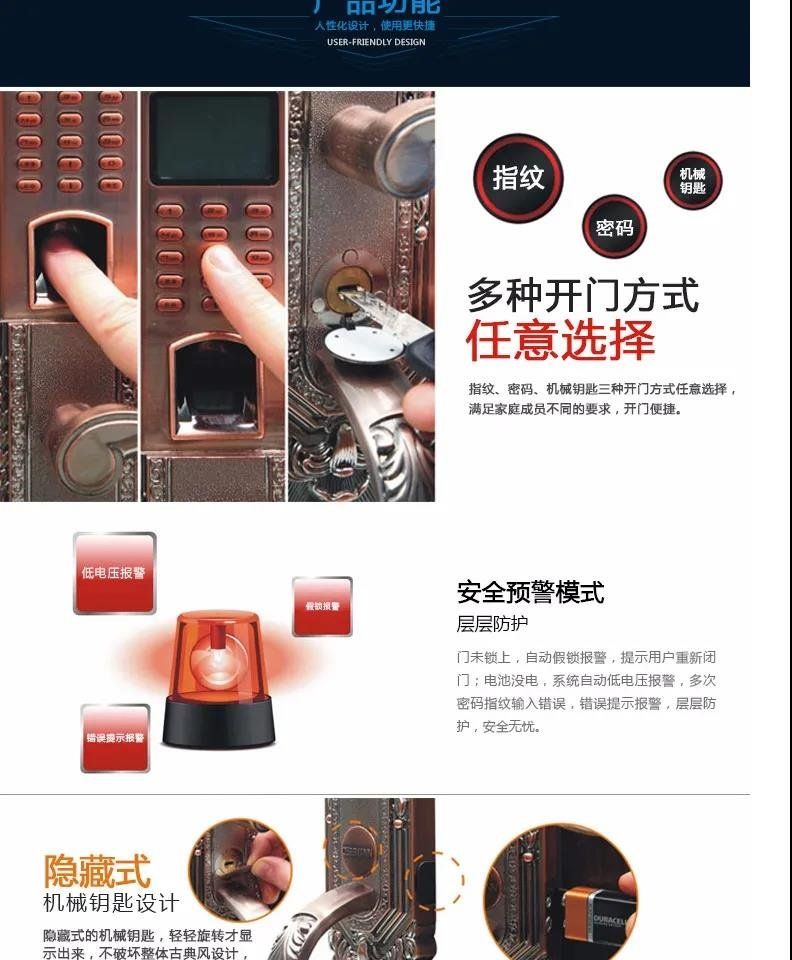 产品功能
人性化设计，使用更快捷
USER-FRIENDLY DESIGN
指纹
机械
钥匙
密码
多种开门方式
任意选择
指纹、密码、机械钥匙三种开门方式任意选择，
满足家庭成员不同的要求，开门便捷。
低电压报警
假锁报警
错误提示报警
安全预警模式
层层防护
门未锁上，自动假锁报警，提示用户重新闭
门；电池没电，系统自动低电压报警，多次
密码指纹输入错误，错误提示报警，层层防
护，安全无忧。
隐藏式
机械钥匙设计
隐藏式的机械钥匙，轻轻旋转才显
示出来，不破坏整体古典风设计，
DURACELL